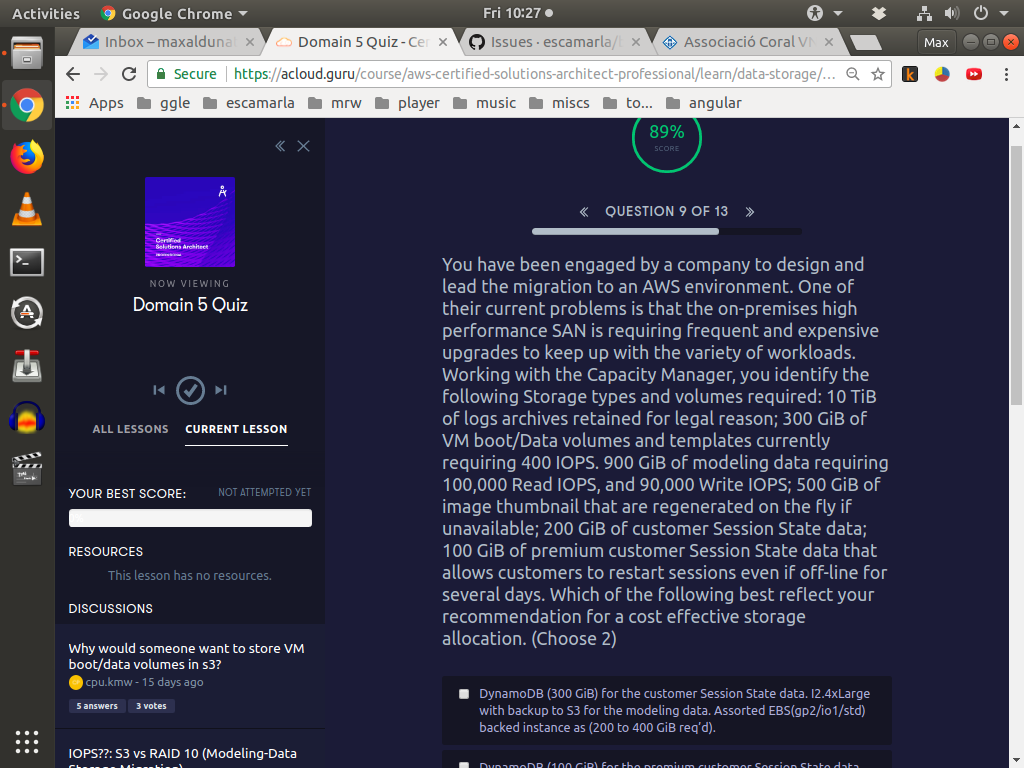 Activities
Google Chrome
Fri 10:27
Inbox – maxalduna
Domain 5 Quiz - Cer
Issues · escamarla/l
Associació Coral VN
Max
Secure
https://acloud.guru/course/aws-certified-solutions-architect-professional/learn/data-storage/...
Apps
ggle
escamarla
mrw
player
music
miscs
to...
angular
Certified
Solutions Architect
NOW VIEWING
Domain 5 Quiz
ALL LESSONS
CURRENT LESSON
YOUR BEST SCORE:
NOT ATTEMPTED YET
RESOURCES
This lesson has no resources.
DISCUSSIONS
Why would someone want to store VM
boot/data volumes in s3?
cpu.kmw - 15 days ago
5 answers
3 votes
IOPS??: S3 vs RAID 10 (Modeling-Data
Storage Migration)
89%
SCORE
QUESTION 9 OF 13
You have been engaged by a company to design and
lead the migration to an AWS environment. One of
their current problems is that the on-premises high
performance SAN is requiring frequent and expensive
upgrades to keep up with the variety of workloads.
Working with the Capacity Manager, you identify the
following Storage types and volumes required: 10 TiB
of logs archives retained for legal reason; 300 GiB of
VM boot/Data volumes and templates currently
requiring 400 IOPS. 900 GiB of modeling data requiring
100,000 Read IOPS, and 90,000 Write IOPS; 500 GiB of
image thumbnail that are regenerated on the fly if
unavailable; 200 GiB of customer Session State data;
100 GiB of premium customer Session State data that
allows customers to restart sessions even if off-line for
several days. Which of the following best reflect your
recommendation for a cost effective storage
allocation. (Choose 2)
DynamoDB (300 GiB) for the customer Session State data. I2.4xLarge
with backup to S3 for the modeling data. Assorted EBS(gp2/io1/std)
backed instance as (200 to 400 GiB req'd).
DynamoDB (100 GiB) for the premium customer Session State data